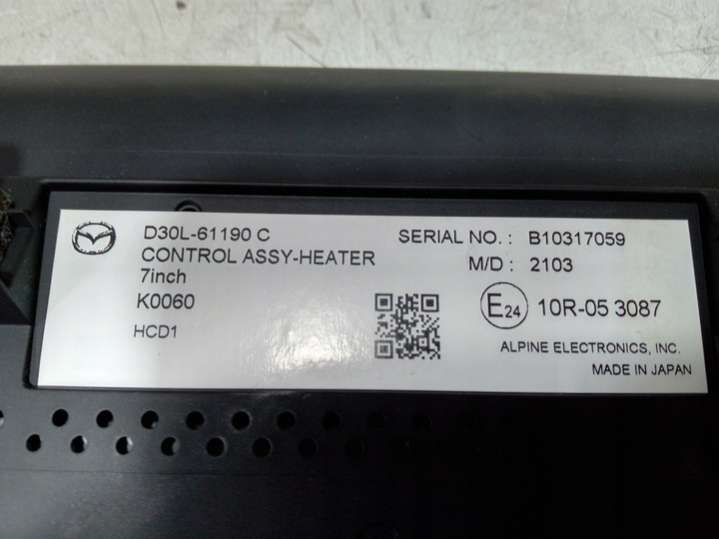 D30L-61190 C
CONTROL ASSY-HEATER
7inch
K0060
HCD1
SERIAL NO. : B10317059
M/D : 2103
E24 10R-05 3087
ALPINE ELECTRONICS, INC.
MADE IN JAPAN